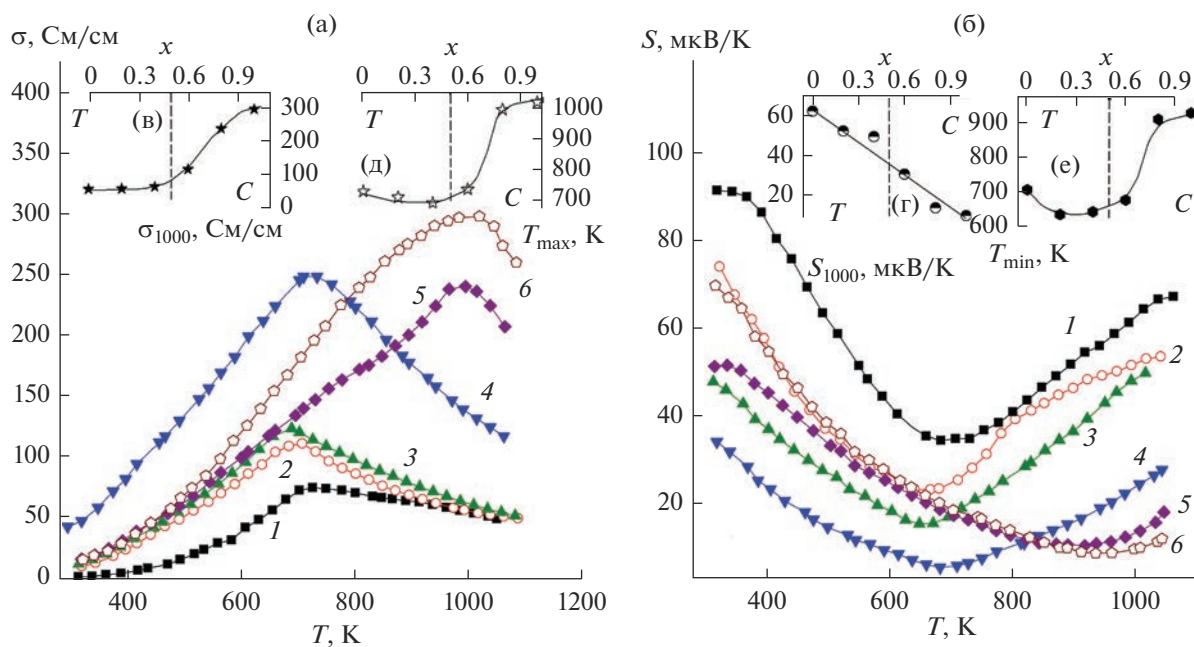 (а)
σ, См/см
x
0 0.3 0.6 0.9
T (в) C
300
200
100
0
σ1000, См/см
x
0 0.3 0.6 0.9
T (д) C
1000
900
800
700
Tmax, K
400
350
300
250
200
150
100
50
0
1 2 3 4 5 6
400 600 800 1000 1200
T, K
(б)
S, мкВ/K
x
0 0.3 0.6 0.9
60
40
20
T (г) C
S1000, мкВ/K
x
0 0.3 0.6 0.9
900
800
700
600
T (е) C
Tmin, K
100
80
60
40
20
1
2
3
4
5
6
400 600 800 1000
T, K